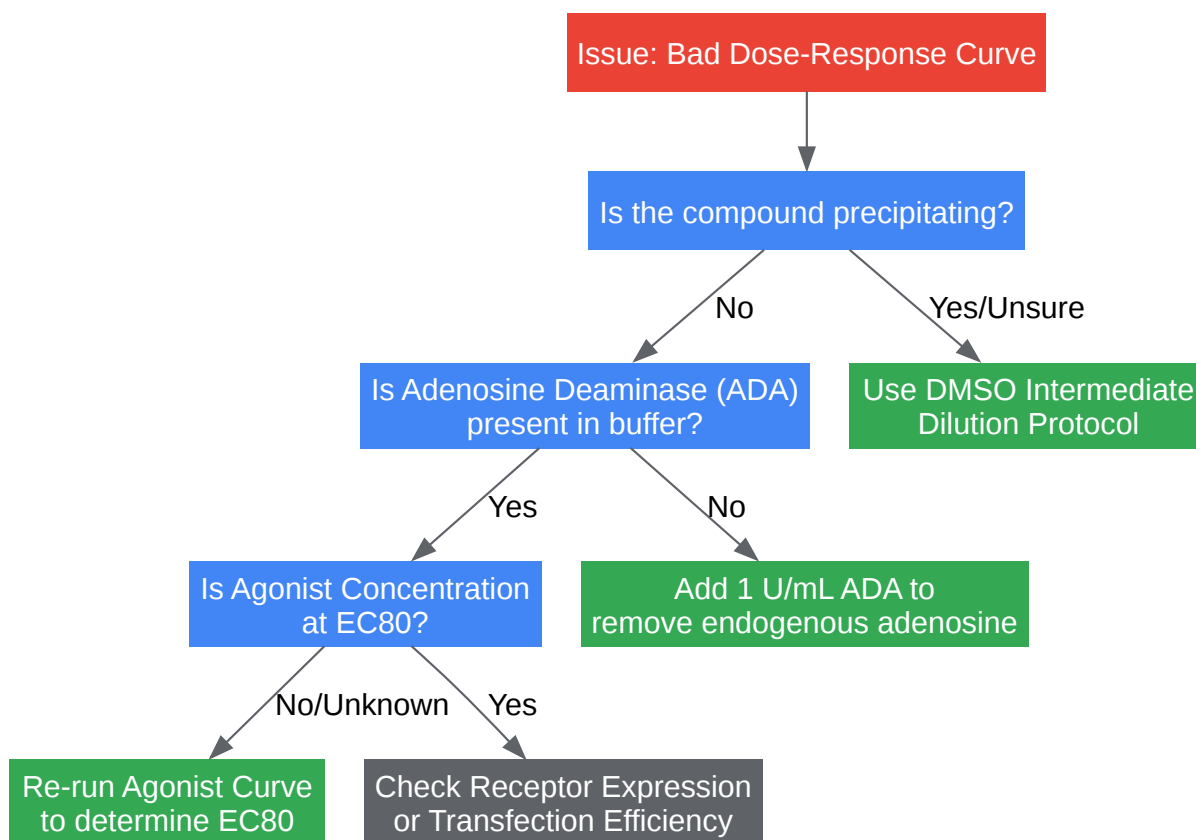 Issue: Bad Dose-Response Curve
Is the compound precipitating?
No
Yes/Unsure
Is Adenosine Deaminase (ADA)
present in buffer?
Use DMSO Intermediate
Dilution Protocol
Yes
No
Is Agonist Concentration
at EC80?
Add 1 U/mL ADA to
remove endogenous adenosine
No/Unknown
Yes
Re-run Agonist Curve
to determine EC80
Check Receptor Expression
or Transfection Efficiency